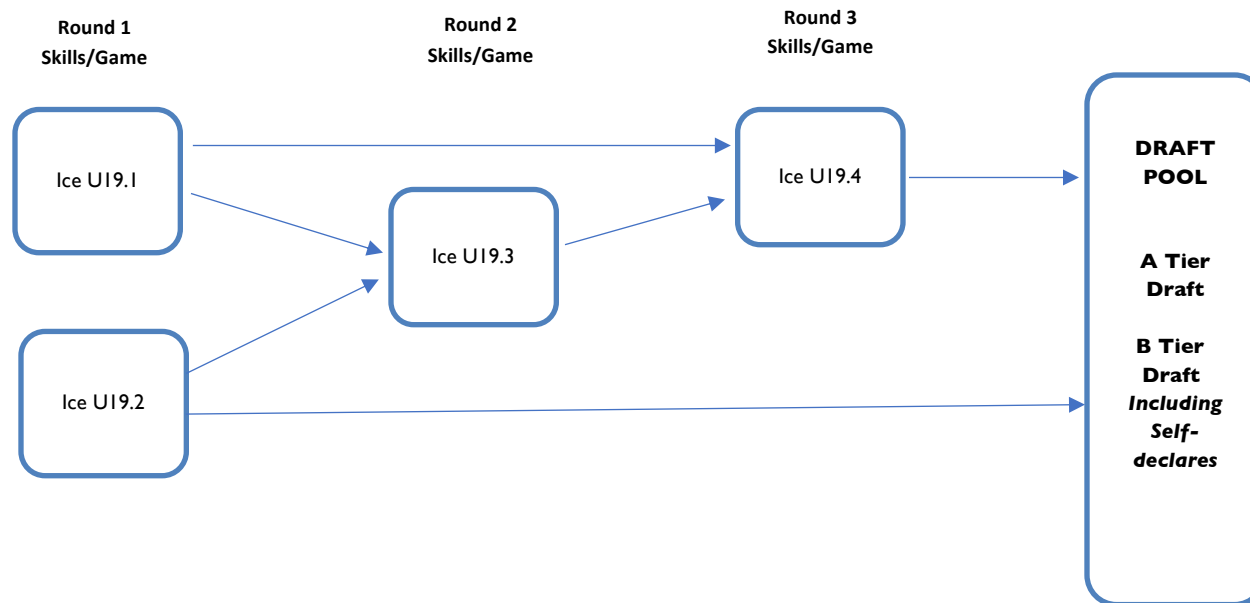 Round 1
Skills/Game
Round 2
Skills/Game
Round 3
Skills/Game
Ice U19.1
Ice U19.2
Ice U19.3
Ice U19.4
DRAFT
POOL
A Tier
Draft
B Tier
Draft
Including
Self-
declares